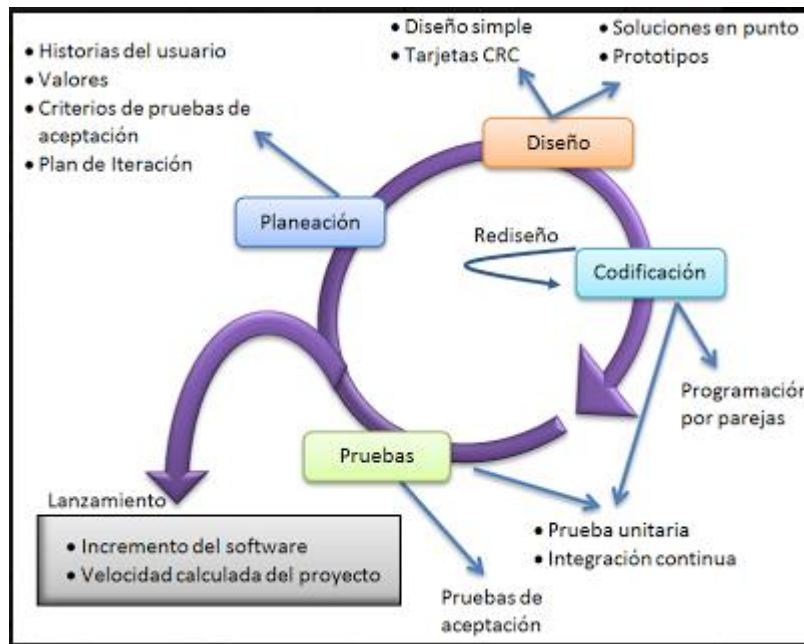 • Historias del usuario
• Valores
• Criterios de pruebas de
aceptación
• Plan de Iteración
• Diseño simple
• Tarjetas CRC
• Soluciones en punto
• Prototipos
Diseño
Planeación
Rediseño
Codificación
Programación
por parejas
Pruebas
Lanzamiento
• Incremento del software
• Velocidad calculada del proyecto
• Prueba unitaria
• Integración continua
Pruebas de
aceptación